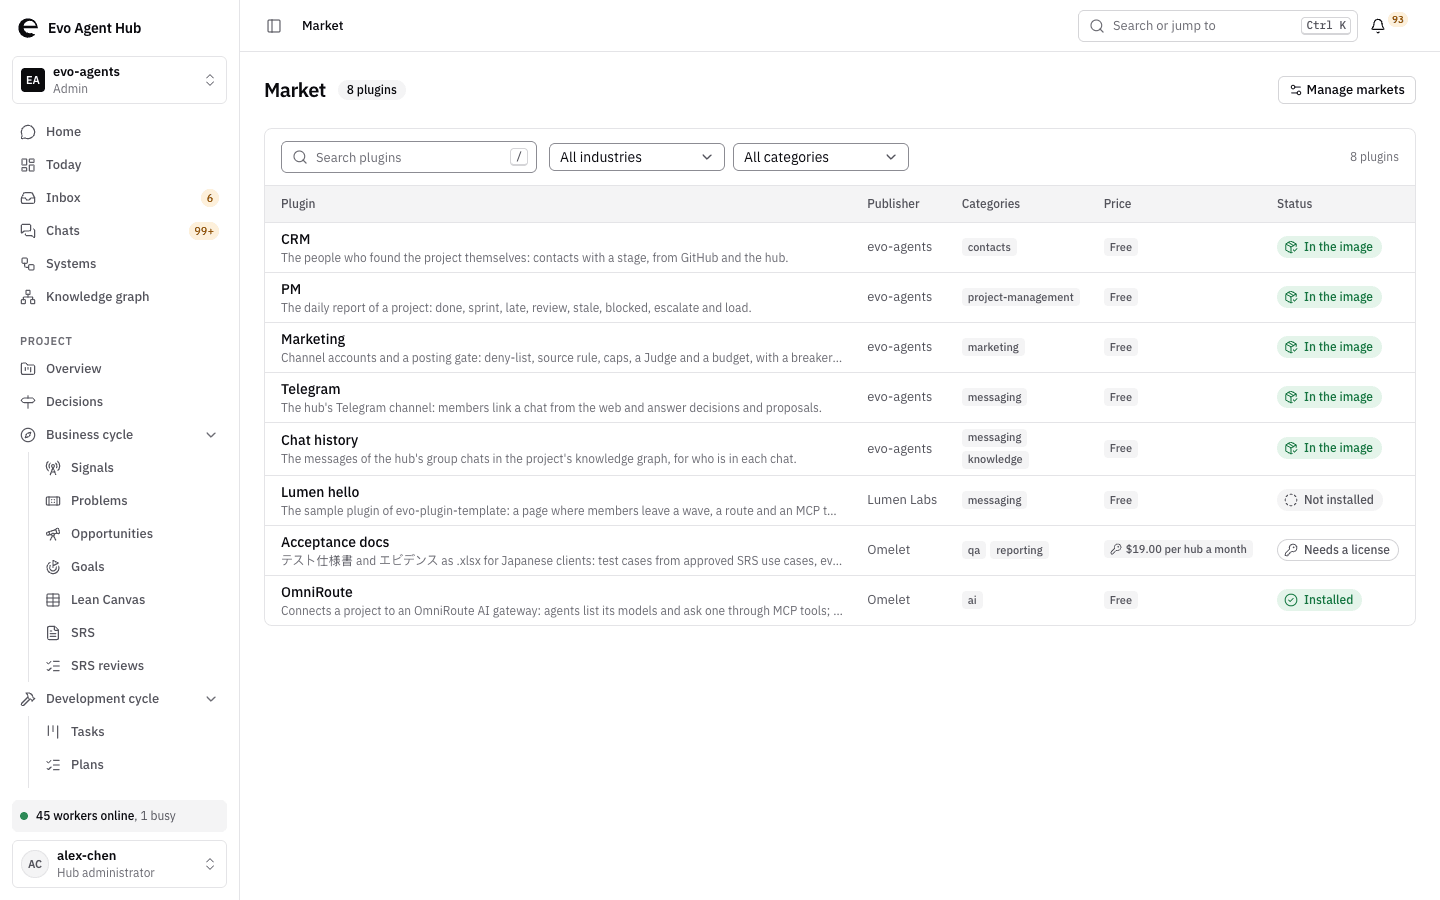 Evo Agent Hub
EA
evo-agents
Admin
Home
Today
Inbox 6
Chats 99+
Systems
Knowledge graph
PROJECT
Overview
Decisions
Business cycle
Signals
Problems
Opportunities
Goals
Lean Canvas
SRS
SRS reviews
Development cycle
Tasks
Plans
45 workers online, 1 busy
AC
alex-chen
Hub administrator
Market
Search or jump to Ctrl K
93
Market 8 plugins
Manage markets
Search plugins /
All industries
All categories
8 plugins
Plugin Publisher Categories Price Status
CRM
The people who found the project themselves: contacts with a stage, from GitHub and the hub.
evo-agents contacts Free In the image
PM
The daily report of a project: done, sprint, late, review, stale, blocked, escalate and load.
evo-agents project-management Free In the image
Marketing
Channel accounts and a posting gate: deny-list, source rule, caps, a Judge and a budget, with a breaker...
evo-agents marketing Free In the image
Telegram
The hub's Telegram channel: members link a chat from the web and answer decisions and proposals.
evo-agents messaging Free In the image
Chat history
The messages of the hub's group chats in the project's knowledge graph, for who is in each chat.
evo-agents messaging knowledge Free In the image
Lumen hello
The sample plugin of evo-plugin-template: a page where members leave a wave, a route and an MCP t...
Lumen Labs messaging Free Not installed
Acceptance docs
テスト仕様書 and エビデンス as .xlsx for Japanese clients: test cases from approved SRS use cases, ev...
Omelet qa reporting $19.00 per hub a month Needs a license
OmniRoute
Connects a project to an OmniRoute AI gateway: agents list its models and ask one through MCP tools; ...
Omelet ai Free Installed